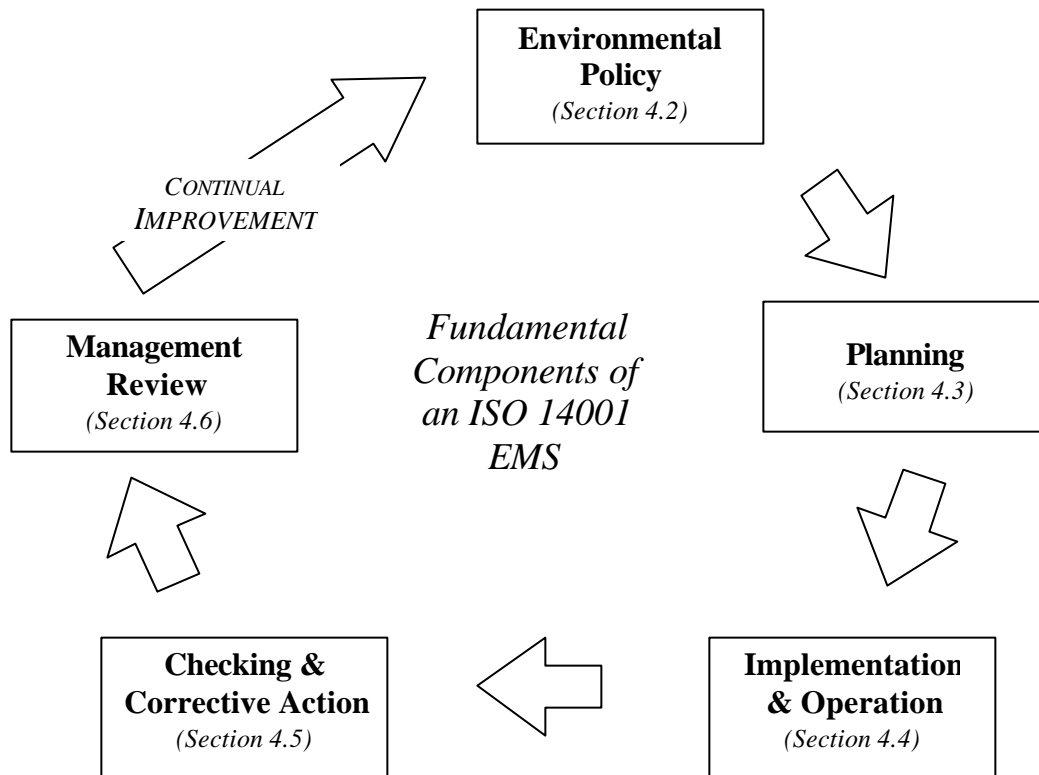 Environmental
Policy
(Section 4.2)
CONTINUAL
IMPROVEMENT
Fundamental
Components of
an ISO 14001
EMS
Management
Review
(Section 4.6)
Planning
(Section 4.3)
Checking &
Corrective Action
(Section 4.5)
Implementation
& Operation
(Section 4.4)